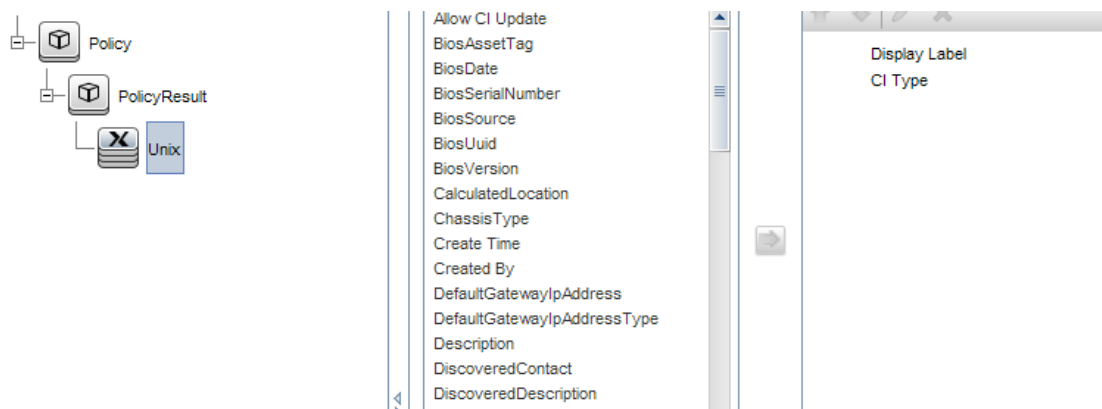 Policy
PolicyResult
Unix
Allow CI Update
BiosAssetTag
BiosDate
BiosSerialNumber
BiosSource
BiosUuid
BiosVersion
CalculatedLocation
ChassisType
Create Time
Created By
DefaultGatewayIpAddress
DefaultGatewayIpAddressType
Description
DiscoveredContact
DiscoveredDescription
Display Label
CI Type